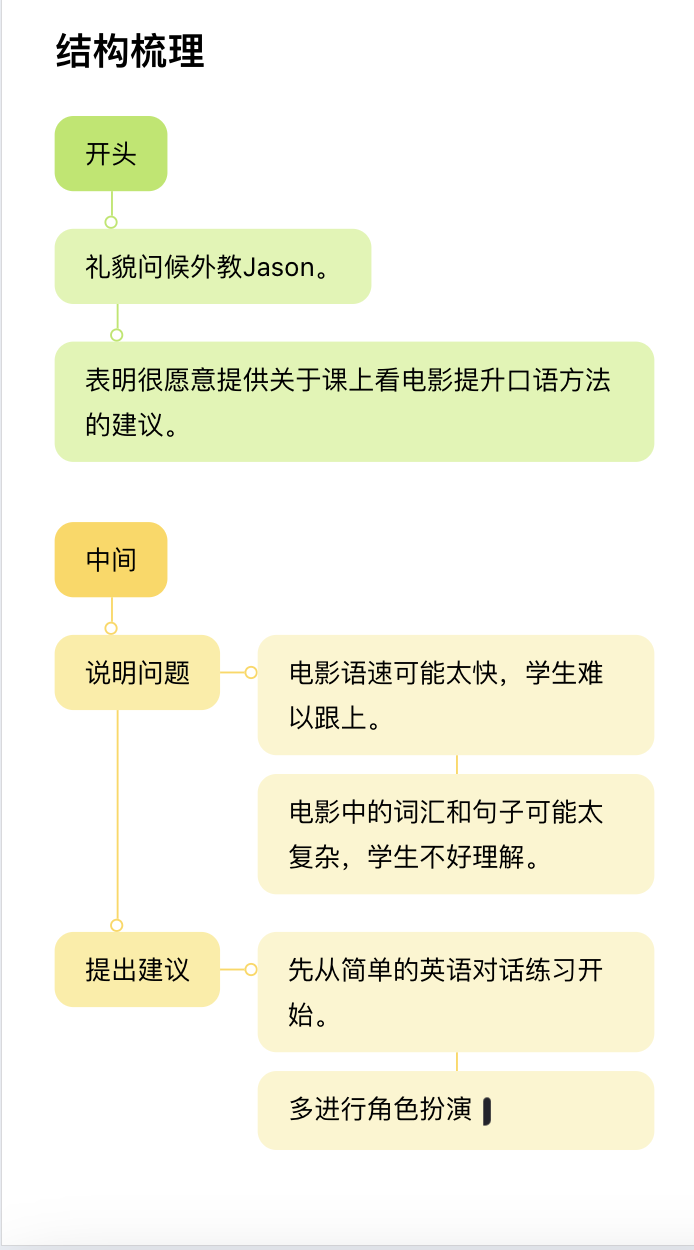 结构梳理
开头
礼貌问候外教Jason。
表明很愿意提供关于课上看电影提升口语方法
的建议。
中间
说明问题
电影语速可能太快，学生难
以跟上。
电影中的词汇和句子可能太
复杂，学生不好理解。
提出建议
先从简单的英语对话练习开
始。
多进行角色扮演